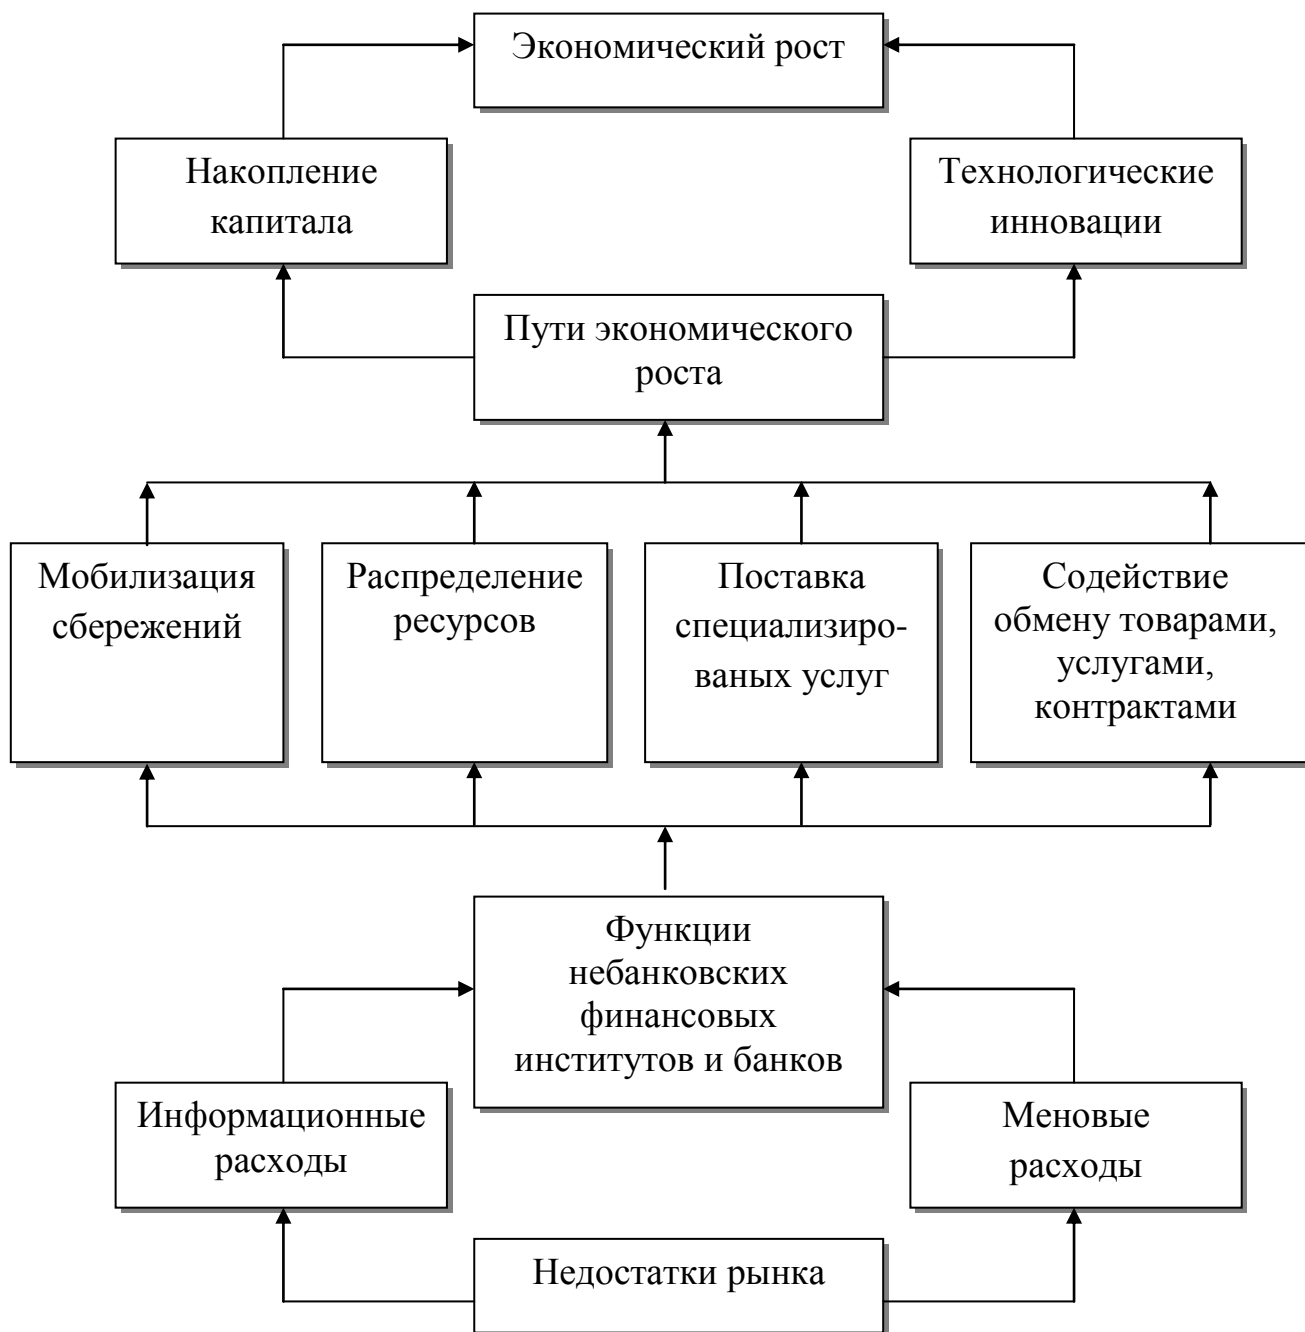 Экономический рост
Накопление
капитала
Технологические
инновации
Пути экономического
роста
Мобилизация
сбережений
Распределение
ресурсов
Поставка
специализиро-
ваных услуг
Содействие
обмену товарами,
услугами,
контрактами
Функции
небанковских
финансовых
институтов и банков
Информационные
расходы
Меновые
расходы
Недостатки рынка